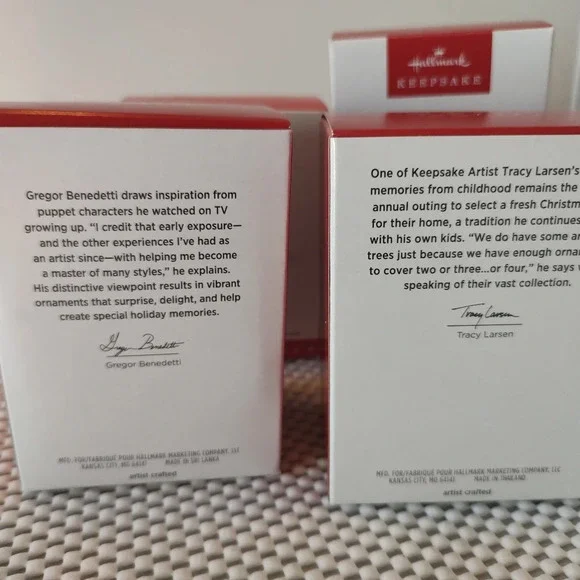 Hallmark
KEEPSAKE
Gregor Benedetti draws inspiration from
puppet characters he watched on TV
growing up. “I credit that early exposure—
and the other experiences I’ve had as
an artist since—with helping me become
a master of many styles,” he explains.
His distinctive viewpoint results in vibrant
ornaments that surprise, delight, and help
create special holiday memories.
Gregor Benedetti
Gregor Benedetti
MFG. FOR/FABRIQUÉ POUR HALLMARK MARKETING COMPANY, LLC
KANSAS CITY, MO 64141 MADE IN SRI LANKA
artist crafted
One of Keepsake Artist Tracy Larsen’s
memories from childhood remains the
annual outing to select a fresh Christm
for their home, a tradition he continues
with his own kids. “We do have some ar
trees just because we have enough orna
to cover two or three...or four,” he says
speaking of their vast collection.
Tracy Larsen
Tracy Larsen
MFG. FOR/FABRIQUÉ POUR HALLMARK MARKETING COMPANY, LLC
KANSAS CITY, MO 64141 MADE IN THAILAND
artist crafted